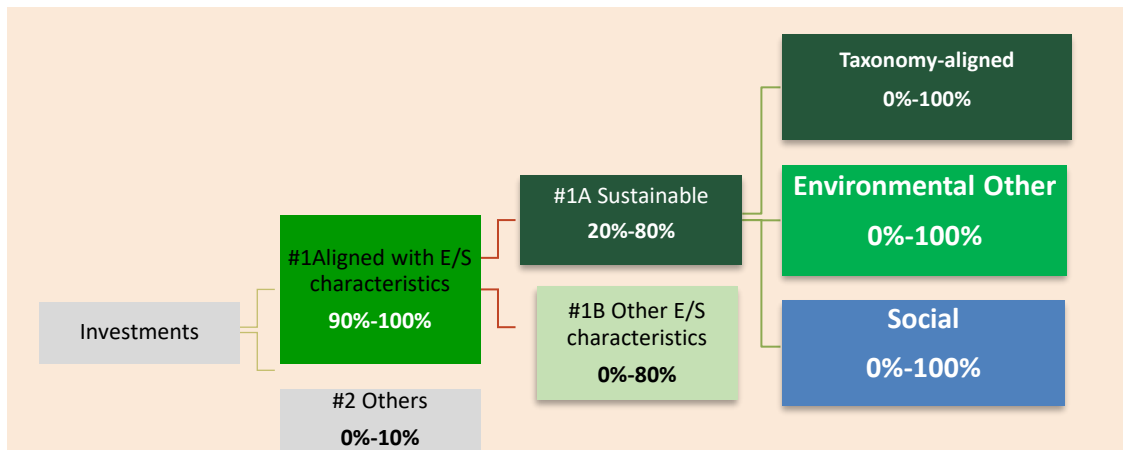 Investments
#1Aligned with E/S
characteristics
90%-100%
#2 Others
0%-10%
#1A Sustainable
20%-80%
#1B Other E/S
characteristics
0%-80%
Taxonomy-aligned
0%-100%
Environmental Other
0%-100%
Social
0%-100%